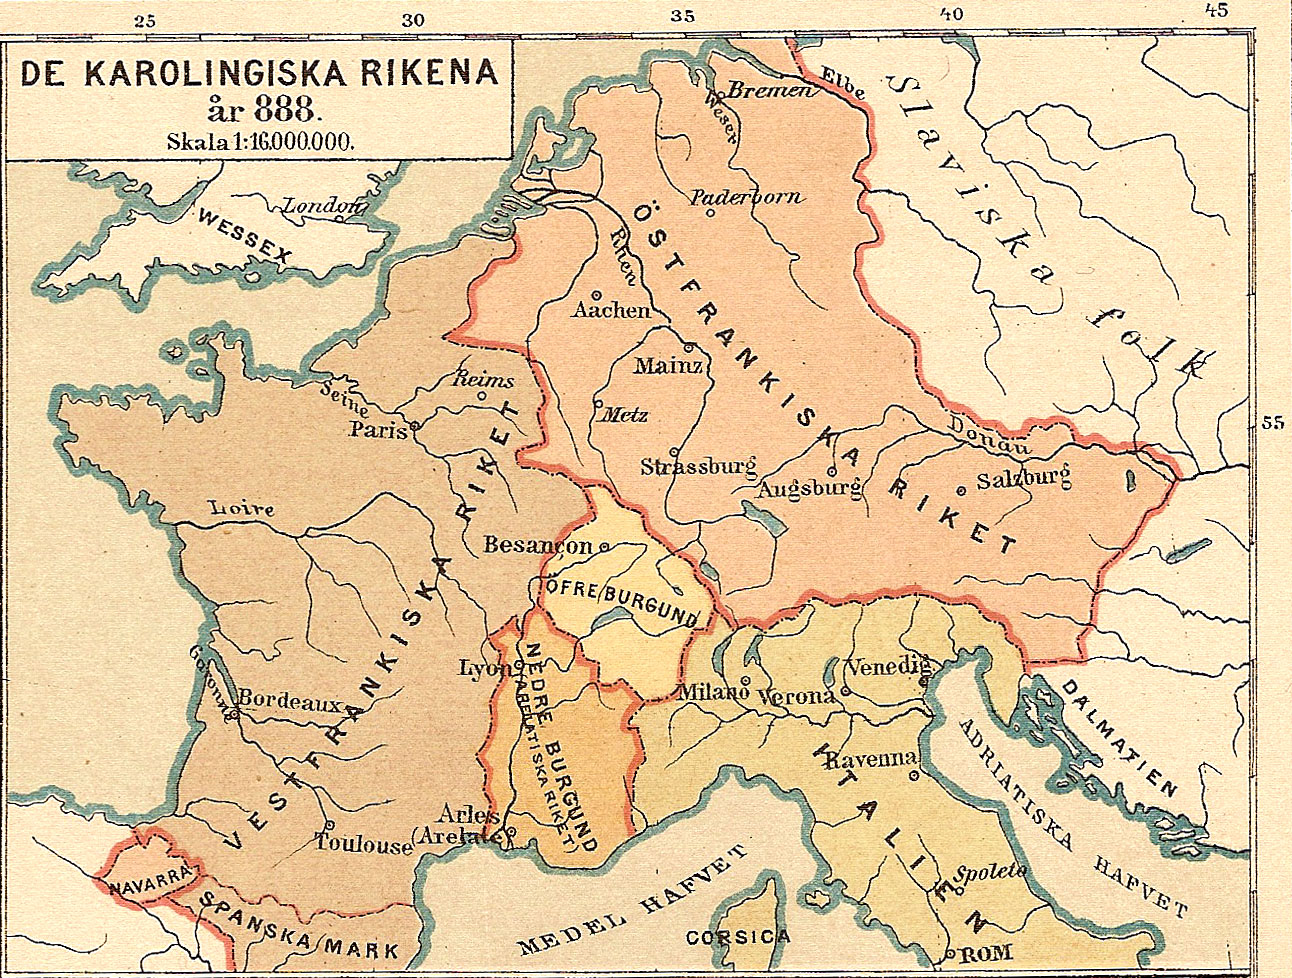 25 30 35 40 45
DE KAROLINGISKA RIKENA
år 888.
Skala 1:16.000.000.
Elbe
Bremen
Weser
Slaviska folk
London
WESSEX
Paderborn
ÖSTFRANKISKA RIKET
Rhen
Aachen
Mainz
Reims
Seine
Paris
Metz
55
Donau
Strassburg
Augsburg
Salzburg
Loire
VESTFRANKISKA RIKET
Besançon
ÖFRE BURGUND
Lyon
NEDRE BURGUND
(ARELATISKA RIKET)
Garonne
Bordeaux
Milano
Verona
Venedig
DALMATIEN
ADRIATISKA HAFVET
Ravenna
ITALIEN
Arles
(Arelate)
Toulouse
NAVARRA
SPANSKA MARK
MEDEL HAFVET
CORSICA
Spoleto
ROM